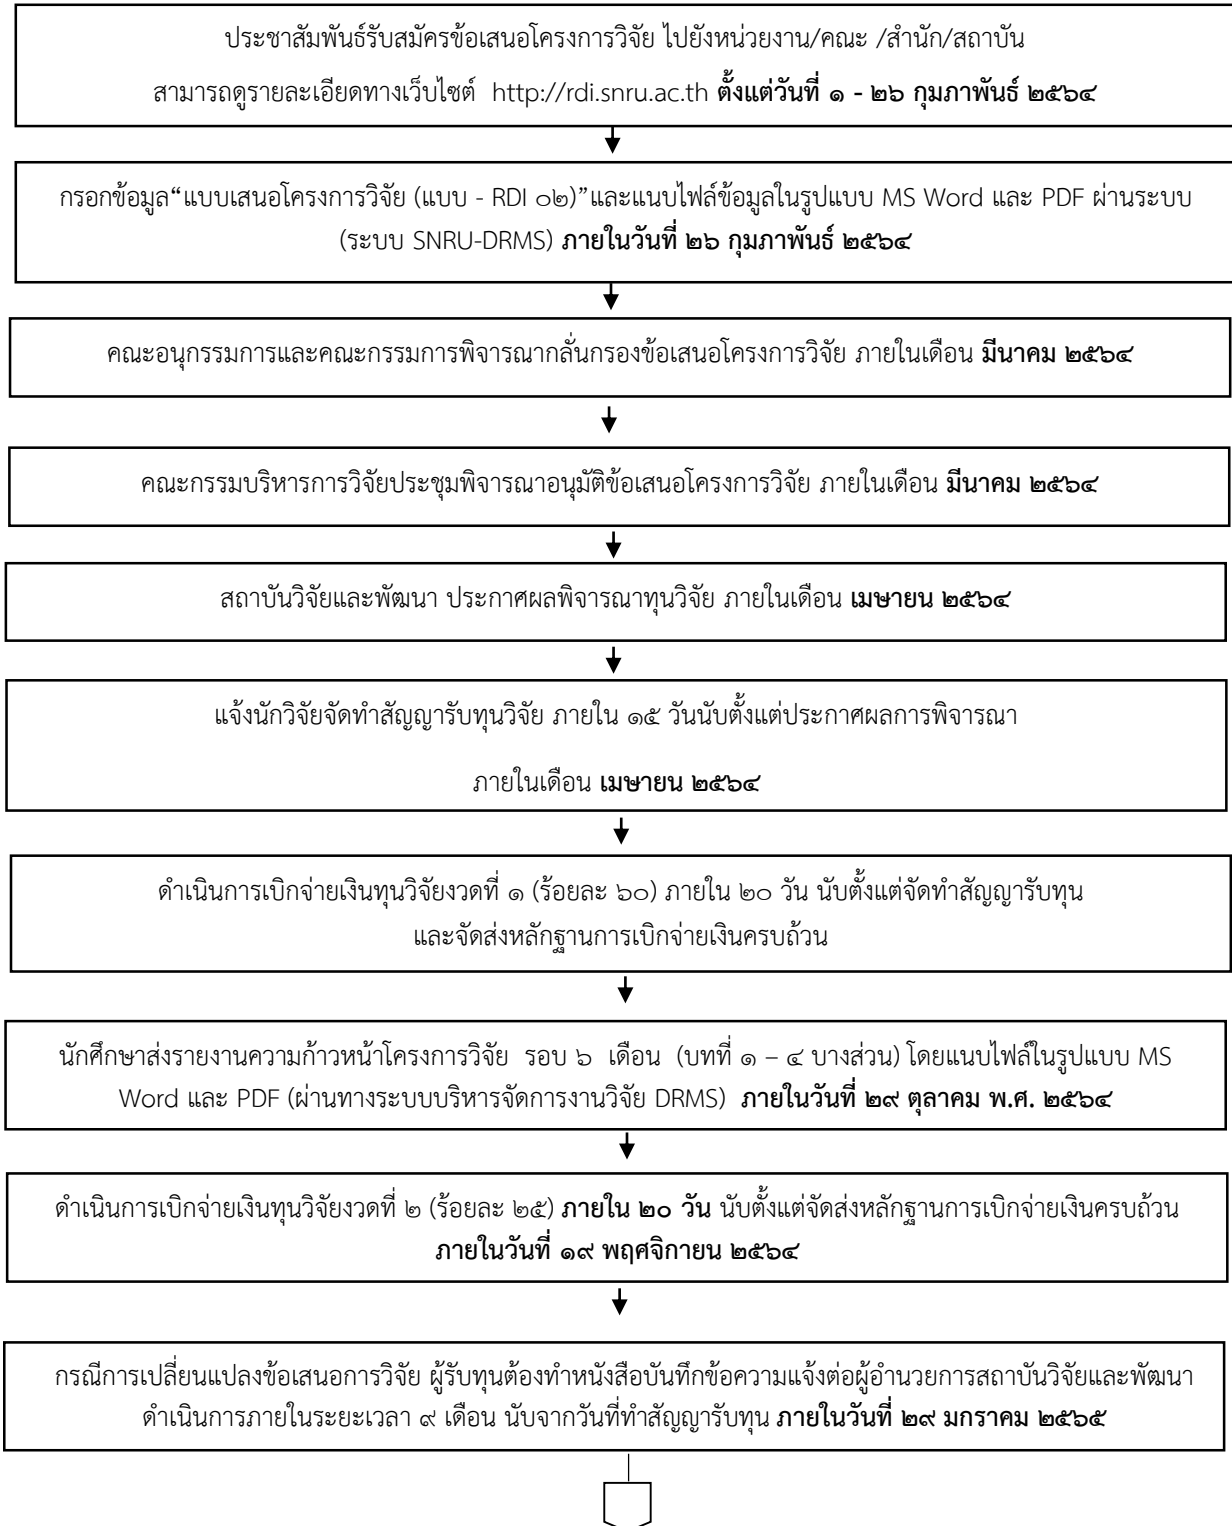 ประชาสัมพันธ์รับสมัครข้อเสนอโครงการวิจัย ไปยังหน่วยงาน/คณะ /สำนัก/สถาบัน
สามารถดูรายละเอียดทางเว็บไซต์ http://rdi.snru.ac.th ตั้งแต่วันที่ ๑ - ๒๖ กุมภาพันธ์ ๒๕๖๔
กรอกข้อมูล“แบบเสนอโครงการวิจัย (แบบ - RDI ๐๒)”และแนบไฟล์ข้อมูลในรูปแบบ MS Word และ PDF ผ่านระบบ
(ระบบ SNRU-DRMS) ภายในวันที่ ๒๖ กุมภาพันธ์ ๒๕๖๔
คณะอนุกรรมการและคณะกรรมการพิจารณากลั่นกรองข้อเสนอโครงการวิจัย ภายในเดือน มีนาคม ๒๕๖๔
คณะกรรมบริหารการวิจัยประชุมพิจารณาอนุมัติข้อเสนอโครงการวิจัย ภายในเดือน มีนาคม ๒๕๖๔
สถาบันวิจัยและพัฒนา ประกาศผลพิจารณาทุนวิจัย ภายในเดือน เมษายน ๒๕๖๔
แจ้งนักวิจัยจัดทำสัญญารับทุนวิจัย ภายใน ๑๕ วันนับตั้งแต่ประกาศผลการพิจารณา
ภายในเดือน เมษายน ๒๕๖๔
ดำเนินการเบิกจ่ายเงินทุนวิจัยงวดที่ ๑ (ร้อยละ ๖๐) ภายใน ๒๐ วัน นับตั้งแต่จัดทำสัญญารับทุน
และจัดส่งหลักฐานการเบิกจ่ายเงินครบถ้วน
นักศึกษาส่งรายงานความก้าวหน้าโครงการวิจัย รอบ ๖ เดือน (บทที่ ๑ – ๔ บางส่วน) โดยแนบไฟล์ในรูปแบบ MS
Word และ PDF (ผ่านทางระบบบริหารจัดการงานวิจัย DRMS) ภายในวันที่ ๒๙ ตุลาคม พ.ศ. ๒๕๖๔
ดำเนินการเบิกจ่ายเงินทุนวิจัยงวดที่ ๒ (ร้อยละ ๒๕) ภายใน ๒๐ วัน นับตั้งแต่จัดส่งหลักฐานการเบิกจ่ายเงินครบถ้วน
ภายในวันที่ ๑๙ พฤศจิกายน ๒๕๖๔
กรณีการเปลี่ยนแปลงข้อเสนอการวิจัย ผู้รับทุนต้องทำหนังสือบันทึกข้อความแจ้งต่อผู้อำนวยการสถาบันวิจัยและพัฒนา
ดำเนินการภายในระยะเวลา ๙ เดือน นับจากวันที่ทำสัญญารับทุน ภายในวันที่ ๒๙ มกราคม ๒๕๖๕